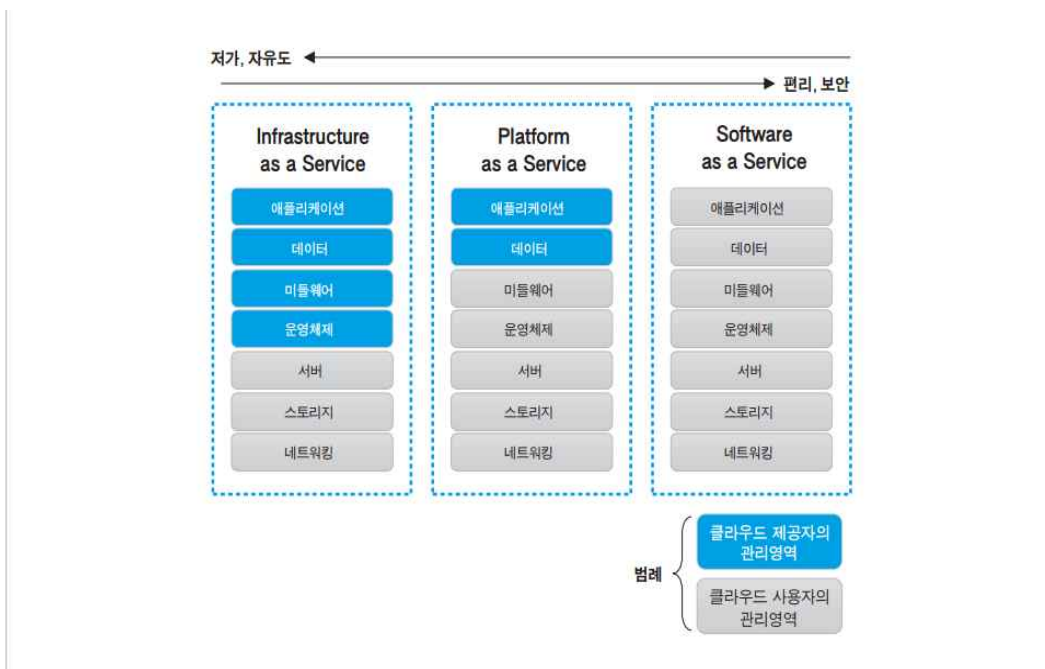 저가, 자유도
편리, 보안
Infrastructure
as a Service
애플리케이션
데이터
미들웨어
운영체제
서버
스토리지
네트워킹
Platform
as a Service
애플리케이션
데이터
미들웨어
운영체제
서버
스토리지
네트워킹
Software
as a Service
애플리케이션
데이터
미들웨어
운영체제
서버
스토리지
네트워킹
범례
클라우드 제공자의
관리영역
클라우드 사용자의
관리영역